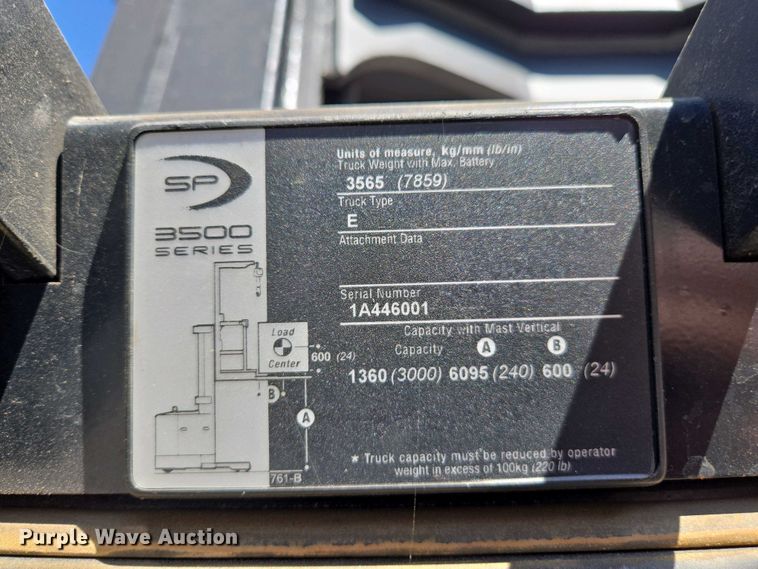 SP
3500
SERIES
Load
Center
600 (24)
B
A
761-B
Units of measure, kg/mm (lb/in)
Truck Weight with Max. Battery
3565 (7859)
Truck Type
E
Attachment Data
Serial Number
1A446001
Capacity with Mast Vertical
Capacity A B
1360 (3000) 6095 (240) 600 (24)
* Truck capacity must be reduced by operator
weight in excess of 100kg (220 lb)
Purple Wave Auction